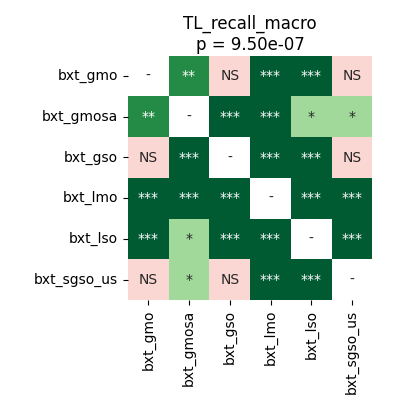 TL_recall_macro
p = 9.50e-07
bxt_gmo - ** NS *** *** NS
bxt_gmosa ** - *** *** * *
bxt_gso NS *** - *** *** NS
bxt_lmo *** *** *** - *** ***
bxt_lso *** * *** *** - ***
bxt_sgso_us NS * NS *** *** -
bxt_gmo
bxt_gmosa
bxt_gso
bxt_lmo
bxt_lso
bxt_sgso_us